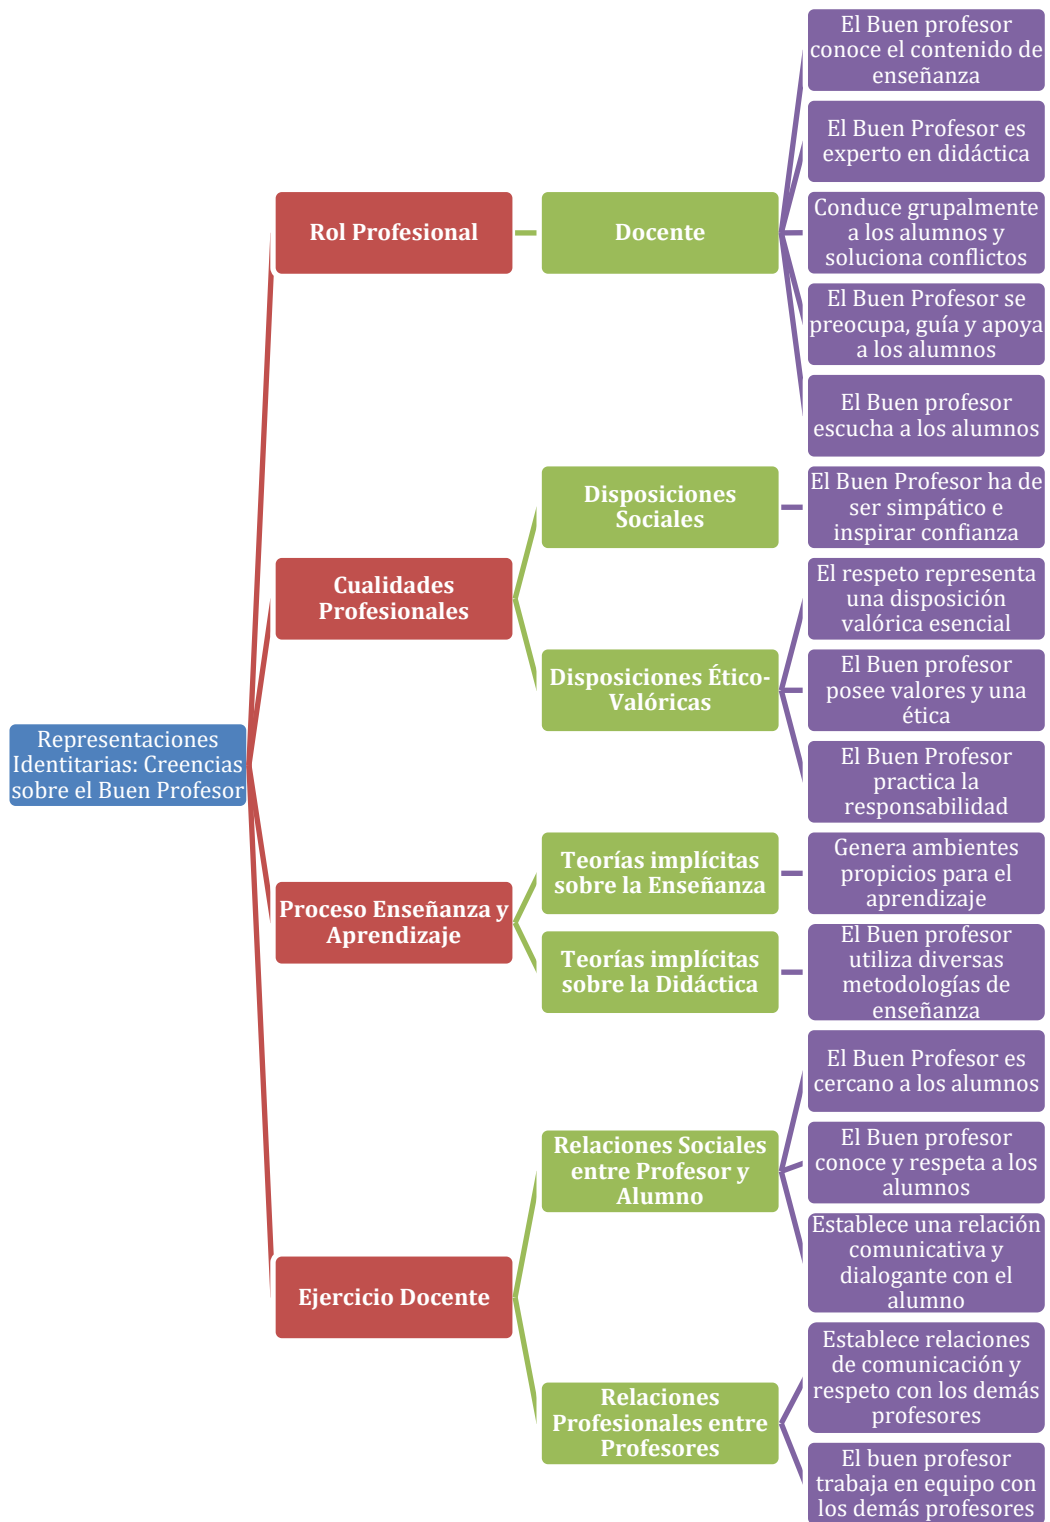 Representaciones
Identitarias: Creencias
sobre el Buen Profesor
Rol Profesional
Docente
El Buen profesor
conoce el contenido de
enseñanza
El Buen Profesor es
experto en didáctica
Conduce grupalmente
a los alumnos y
soluciona conflictos
El Buen Profesor se
preocupa, guía y apoya
a los alumnos
El Buen profesor
escucha a los alumnos
Cualidades
Profesionales
Disposiciones
Sociales
El Buen Profesor ha de
ser simpático e
inspirar confianza
Disposiciones Ético-
Valóricas
El respeto representa
una disposición
valórica esencial
El Buen profesor
posee valores y una
ética
El Buen Profesor
practica la
responsabilidad
Proceso Enseñanza y
Aprendizaje
Teorías implícitas
sobre la Enseñanza
Genera ambientes
propicios para el
aprendizaje
Teorías implícitas
sobre la Didáctica
El Buen profesor
utiliza diversas
metodologías de
enseñanza
Ejercicio Docente
Relaciones Sociales
entre Profesor y
Alumno
El Buen Profesor es
cercano a los alumnos
El Buen profesor
conoce y respeta a los
alumnos
Establece una relación
comunicativa y
dialogante con el
alumno
Relaciones
Profesionales entre
Profesores
Establece relaciones
de comunicación y
respeto con los demás
profesores
El buen profesor
trabaja en equipo con
los demás profesores